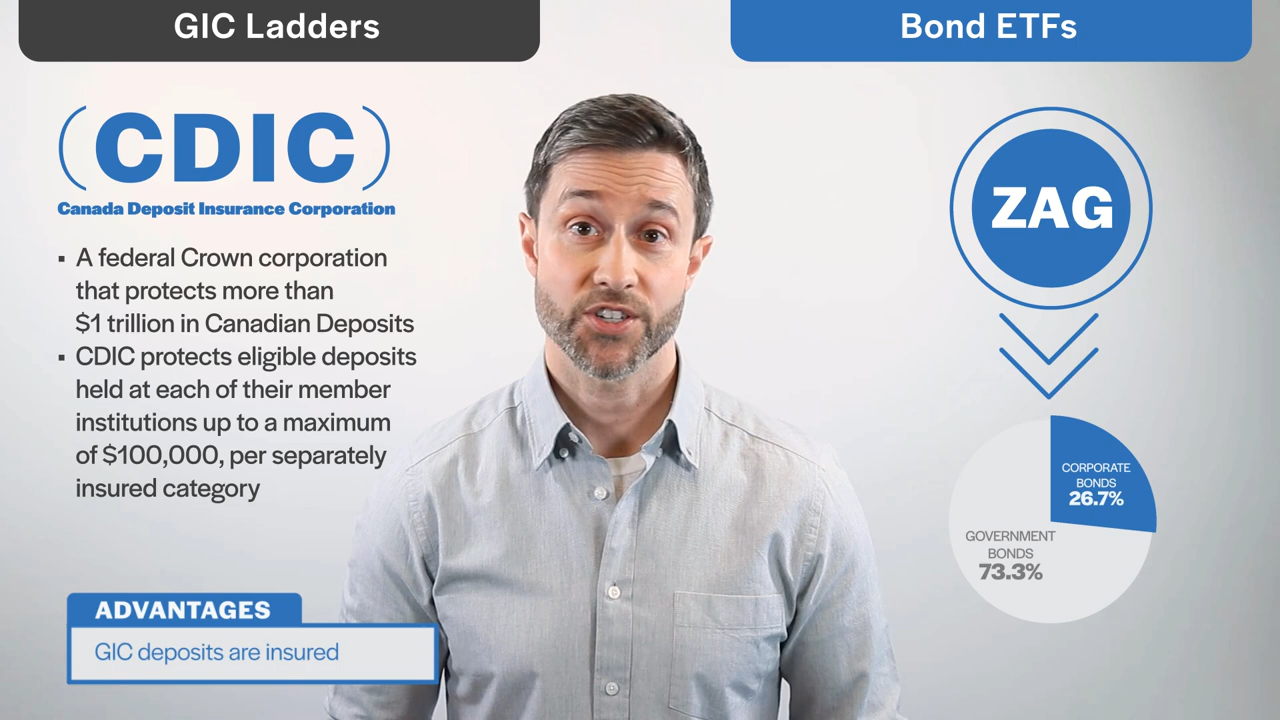 GIC Ladders
(CDIC)
Canada Deposit Insurance Corporation
▪ A federal Crown corporation
that protects more than
$1 trillion in Canadian Deposits
▪ CDIC protects eligible deposits
held at each of their member
institutions up to a maximum
of $100,000, per separately
insured category
ADVANTAGES
GIC deposits are insured
Bond ETFs
ZAG
CORPORATE
BONDS
26.7%
GOVERNMENT
BONDS
73.3%